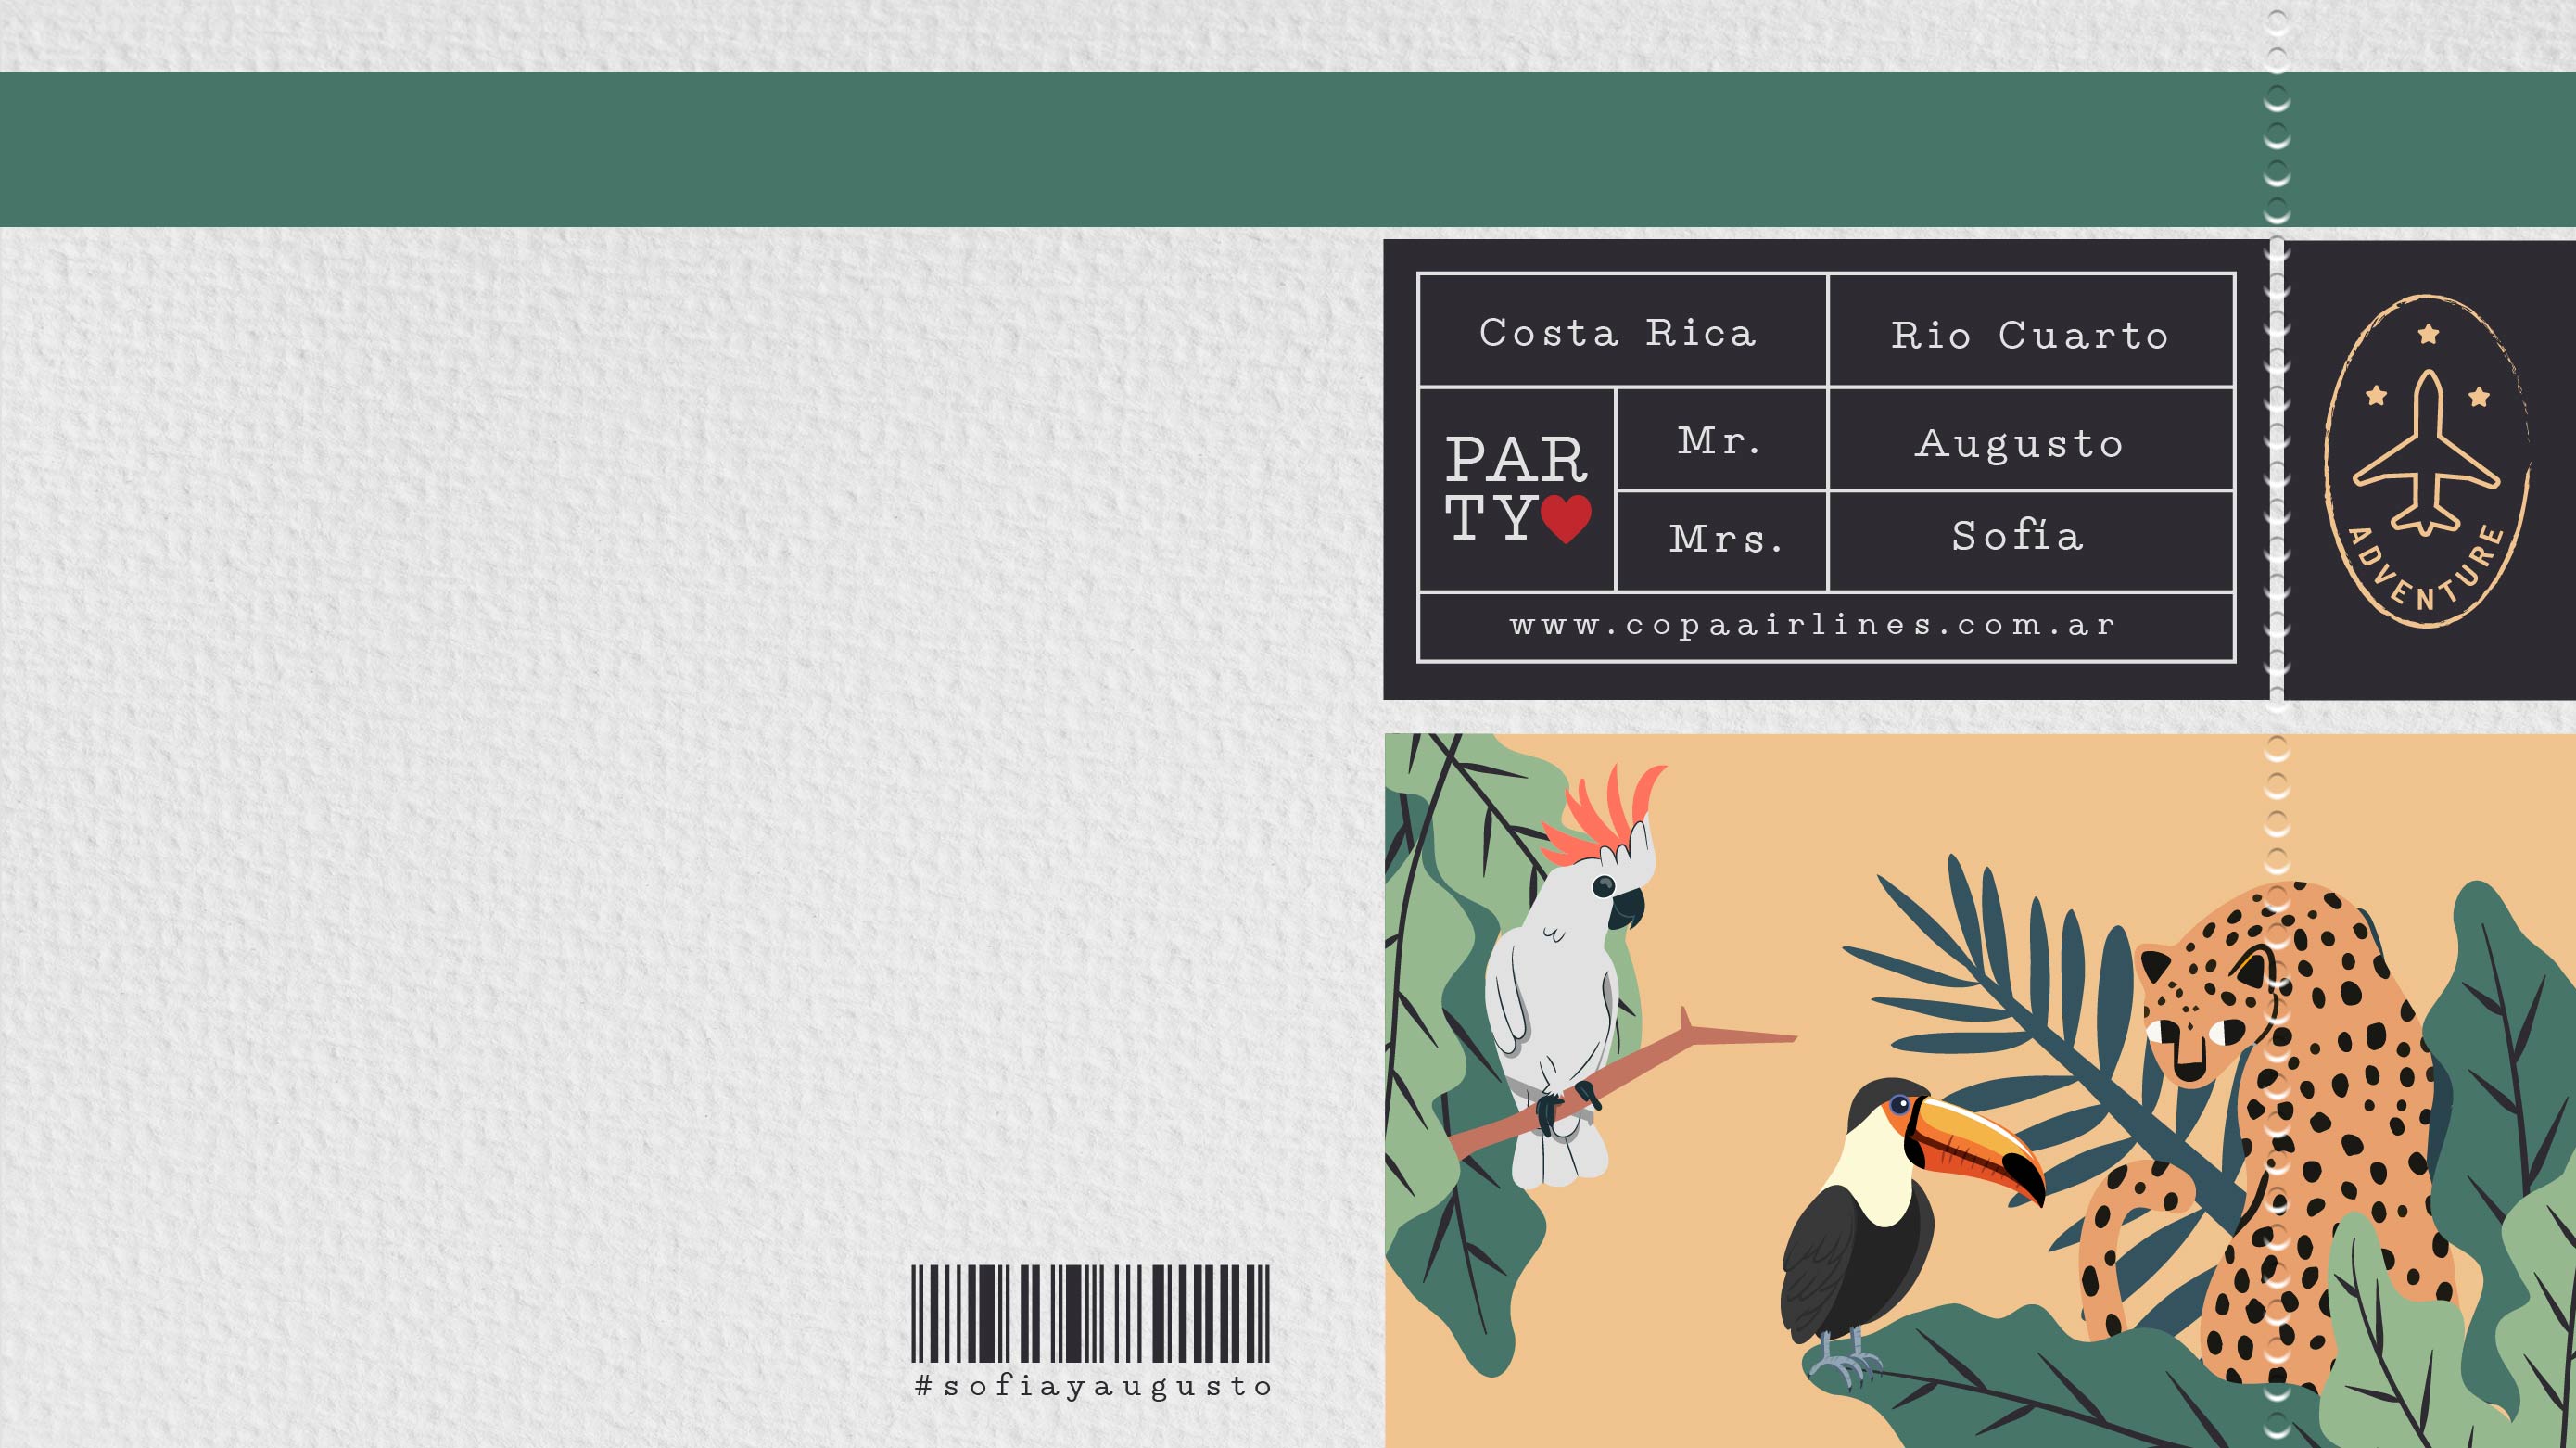 Costa Rica
Rio Cuarto
PAR
TY
Mr.
Augusto
Mrs.
Sofía
www.copaairlines.com.ar
ADVENTURE
#sofiayaugusto